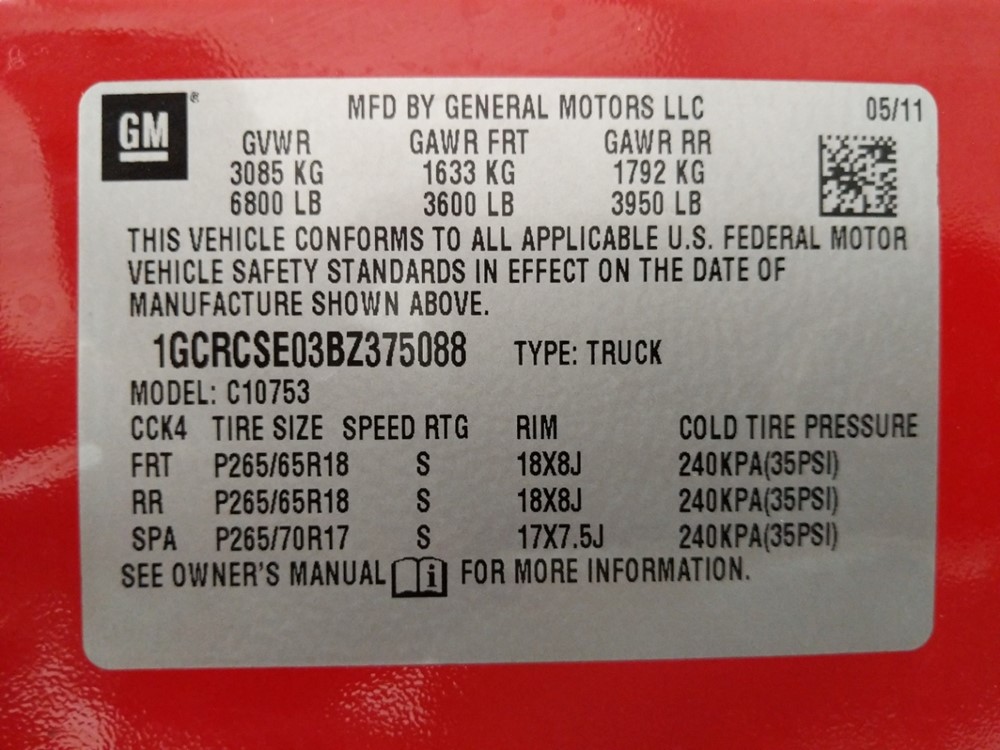 GM ®
MFD BY GENERAL MOTORS LLC 05/11
GVWR GAWR FRT GAWR RR
3085 KG 1633 KG 1792 KG
6800 LB 3600 LB 3950 LB
THIS VEHICLE CONFORMS TO ALL APPLICABLE U.S. FEDERAL MOTOR
VEHICLE SAFETY STANDARDS IN EFFECT ON THE DATE OF
MANUFACTURE SHOWN ABOVE.
1GCRCSE03BZ375088 TYPE: TRUCK
MODEL: C10753
CCK4 TIRE SIZE SPEED RTG RIM COLD TIRE PRESSURE
FRT P265/65R18 S 18X8J 240KPA(35PSI)
RR P265/65R18 S 18X8J 240KPA(35PSI)
SPA P265/70R17 S 17X7.5J 240KPA(35PSI)
SEE OWNER'S MANUAL i FOR MORE INFORMATION.